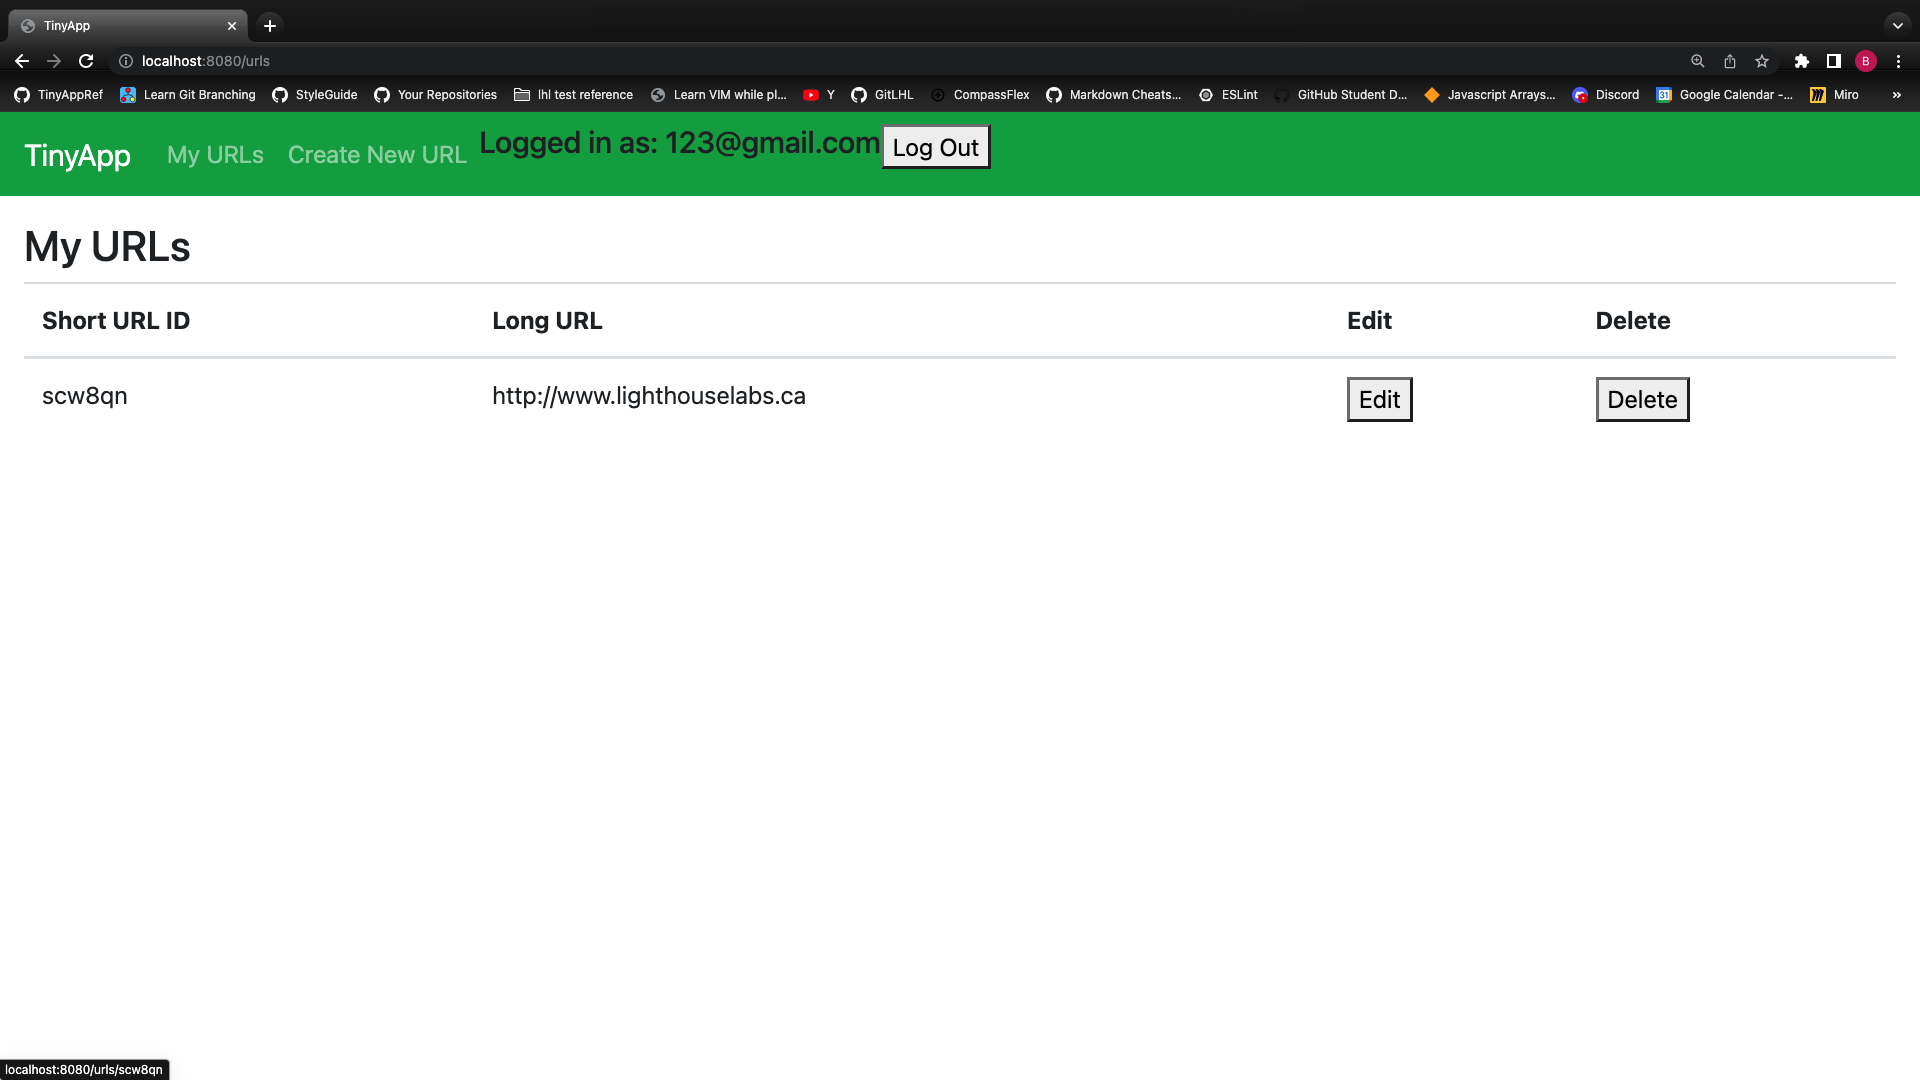 TinyApp
localhost:8080/urls
B
TinyAppRef Learn Git Branching StyleGuide Your Repositories lhl test reference Learn VIM while pl... Y GitLHL CompassFlex Markdown Cheats... ESLint GitHub Student D... Javascript Arrays... 31 Discord Google Calendar -... Miro »
TinyApp My URLs Create New URL Logged in as: 123@gmail.com Log Out
My URLs
Short URL ID Long URL Edit Delete
scw8qn http://www.lighthouselabs.ca Edit Delete
localhost:8080/urls/scw8qn